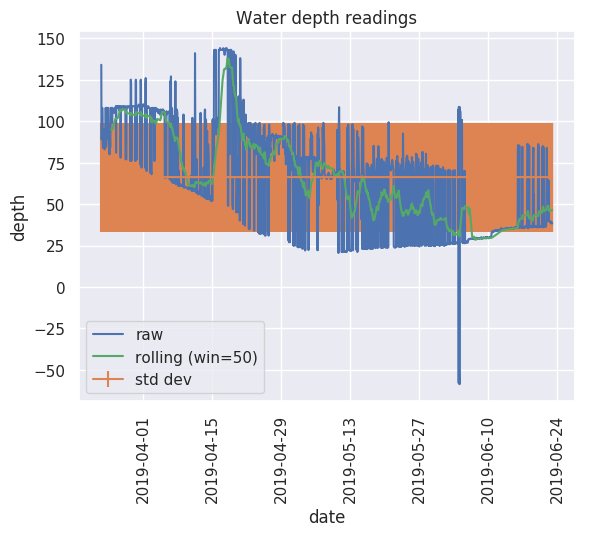 Water depth readings
150
125
100
75
50
25
0
−25
−50
depth
raw
rolling (win=50)
std dev
2019-04-01
2019-04-15
2019-04-29
2019-05-13
2019-05-27
2019-06-10
2019-06-24
date